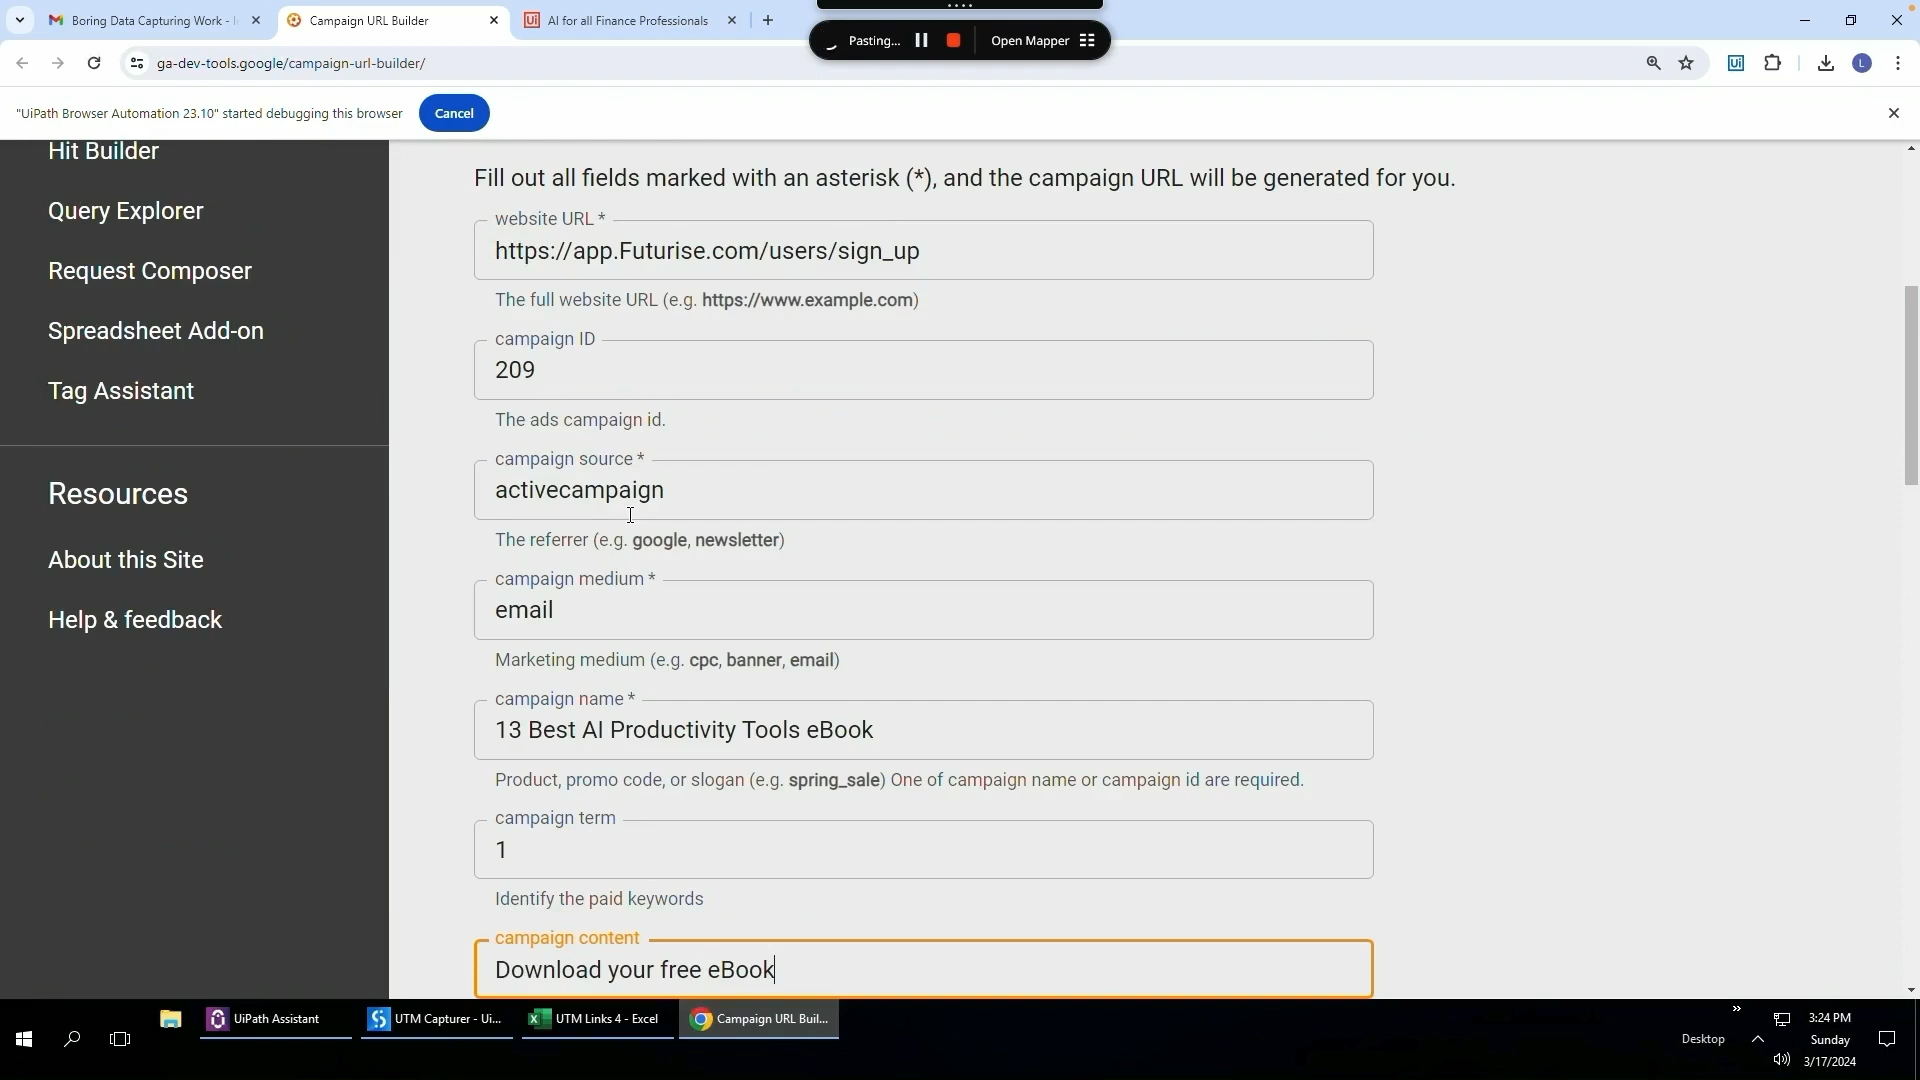 Boring Data Capturing Work - I
Campaign URL Builder
AI for all Finance Professionals
Pasting...
Open Mapper
ga-dev-tools.google/campaign-url-builder/
Ui
L
"UiPath Browser Automation 23.10" started debugging this browser
Cancel
Hit Builder
Query Explorer
Request Composer
Spreadsheet Add-on
Tag Assistant
Resources
About this Site
Help & feedback
Fill out all fields marked with an asterisk (*), and the campaign URL will be generated for you.
website URL *
https://app.Futurise.com/users/sign_up
The full website URL (e.g. https://www.example.com)
campaign ID
209
The ads campaign id.
campaign source *
activecampaign
The referrer (e.g. google, newsletter)
campaign medium *
email
Marketing medium (e.g. cpc, banner, email)
campaign name *
13 Best AI Productivity Tools eBook
Product, promo code, or slogan (e.g. spring_sale) One of campaign name or campaign id are required.
campaign term
1
Identify the paid keywords
campaign content
Download your free eBook
UiPath Assistant
UTM Capturer - Ui...
UTM Links 4 - Excel
Campaign URL Buil...
Desktop
3:24 PM
Sunday
3/17/2024